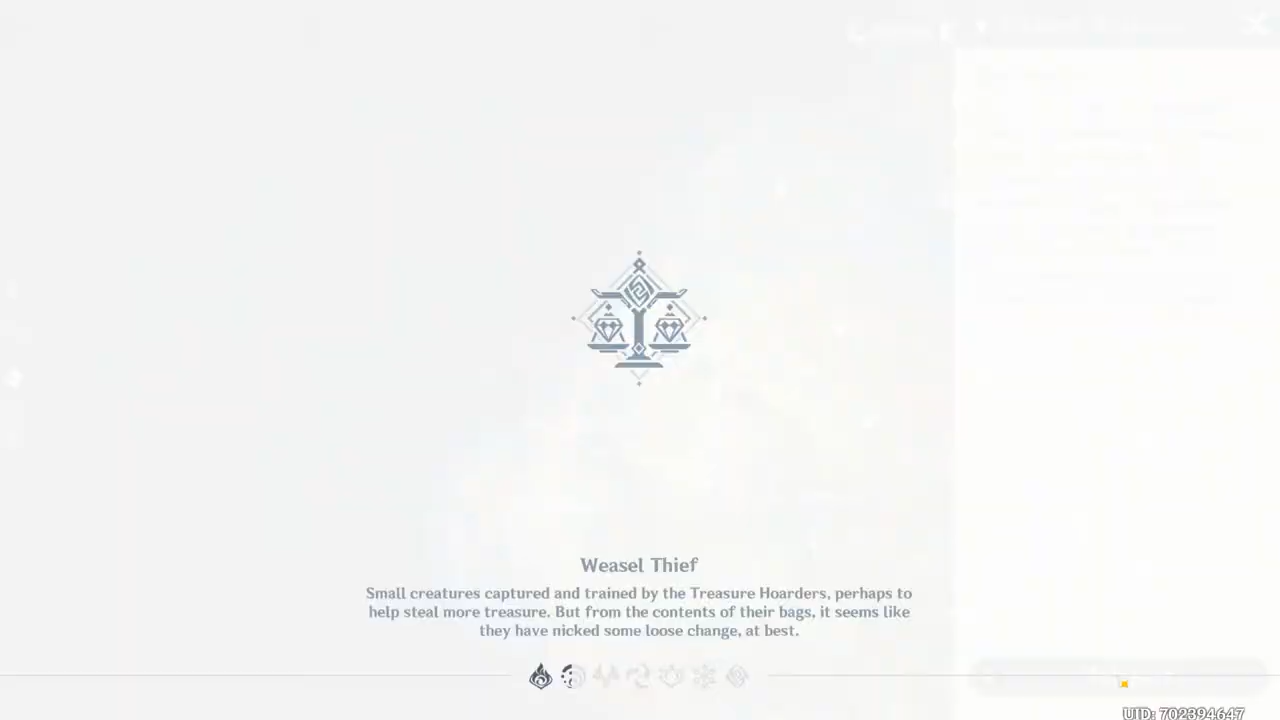 Weasel Thief
Small creatures captured and trained by the Treasure Hoarders, perhaps to
help steal more treasure. But from the contents of their bags, it seems like
they have nicked some loose change, at best.
UID: 702394647